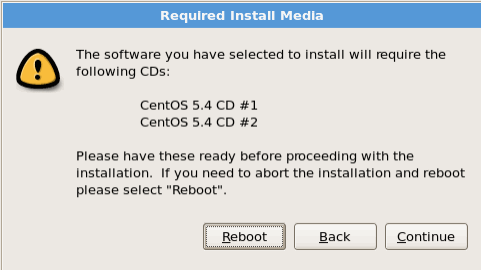 Required Install Media
The software you have selected to install will require the
following CDs:
CentOS 5.4 CD #1
CentOS 5.4 CD #2
Please have these ready before proceeding with the
installation.  If you need to abort the installation and reboot
please select "Reboot".
Reboot
Back
Continue